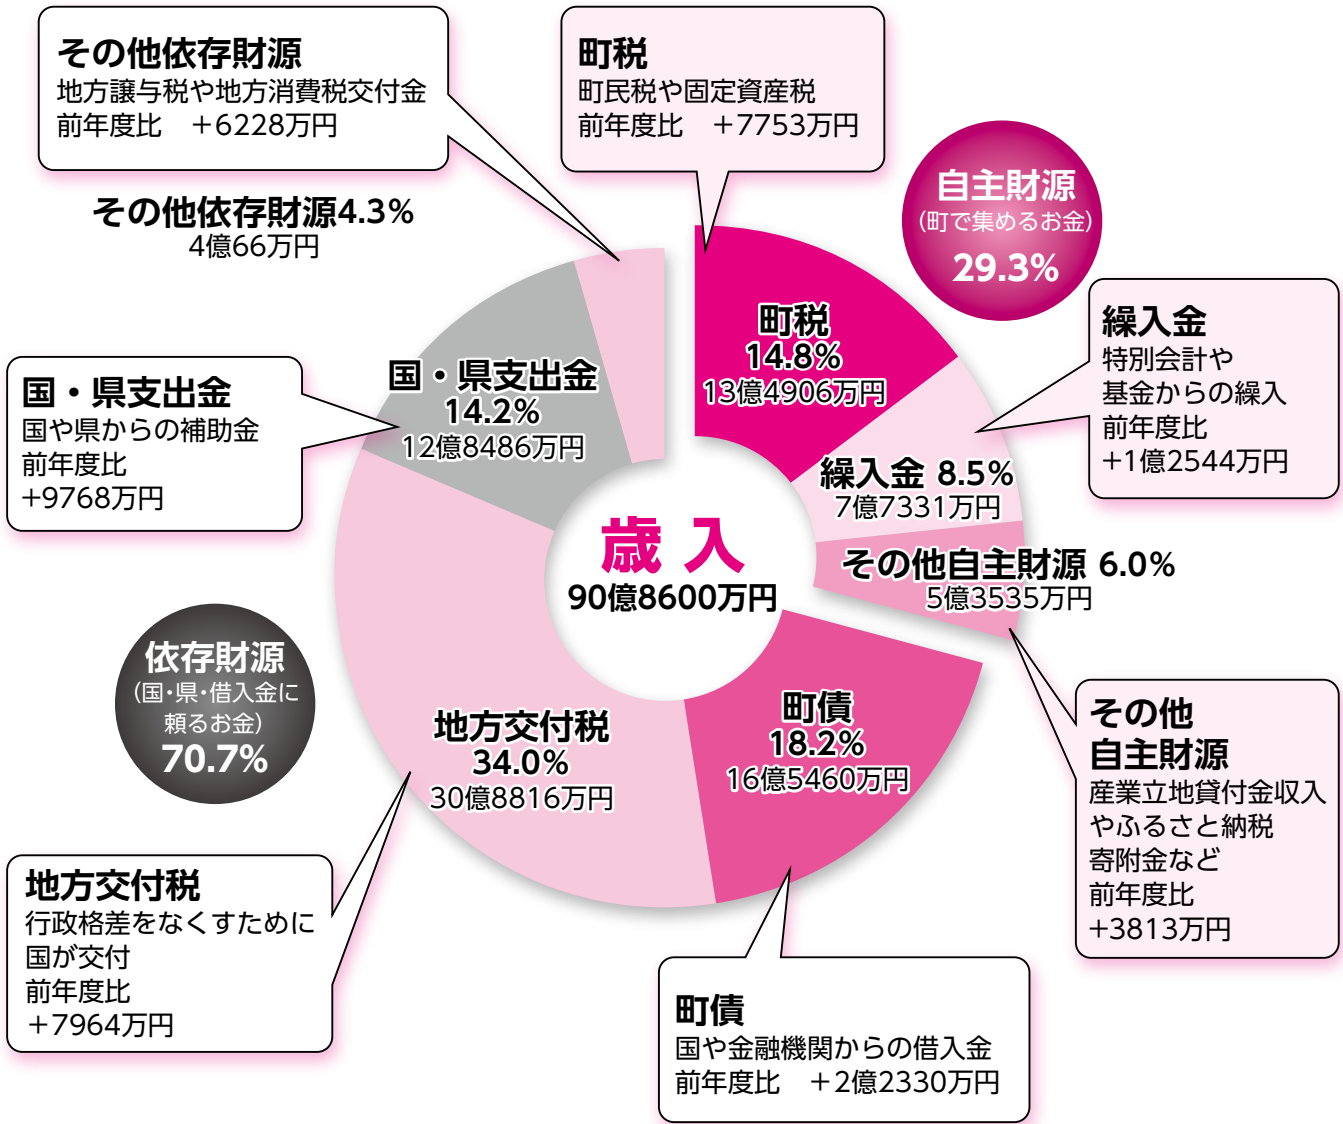 その他依存財源
地方譲与税や地方消費税交付金
前年度比　+6228万円
町税
町民税や固定資産税
前年度比　+7753万円
自主財源
(町で集めるお金)
29.3%
その他依存財源4.3%
4億66万円
町税
14.8%
13億4906万円
繰入金
特別会計や
基金からの繰入
前年度比
+1億2544万円
国・県支出金
国や県からの補助金
前年度比
+9768万円
国・県支出金
14.2%
12億8486万円
繰入金 8.5%
7億7331万円
歳入
90億8600万円
その他自主財源 6.0%
5億3535万円
依存財源
(国・県・借入金に
頼るお金)
70.7%
地方交付税
34.0%
30億8816万円
町債
18.2%
16億5460万円
その他
自主財源
産業立地貸付金収入
やふるさと納税
寄附金など
前年度比
+3813万円
地方交付税
行政格差をなくすために
国が交付
前年度比
+7964万円
町債
国や金融機関からの借入金
前年度比　+2億2330万円